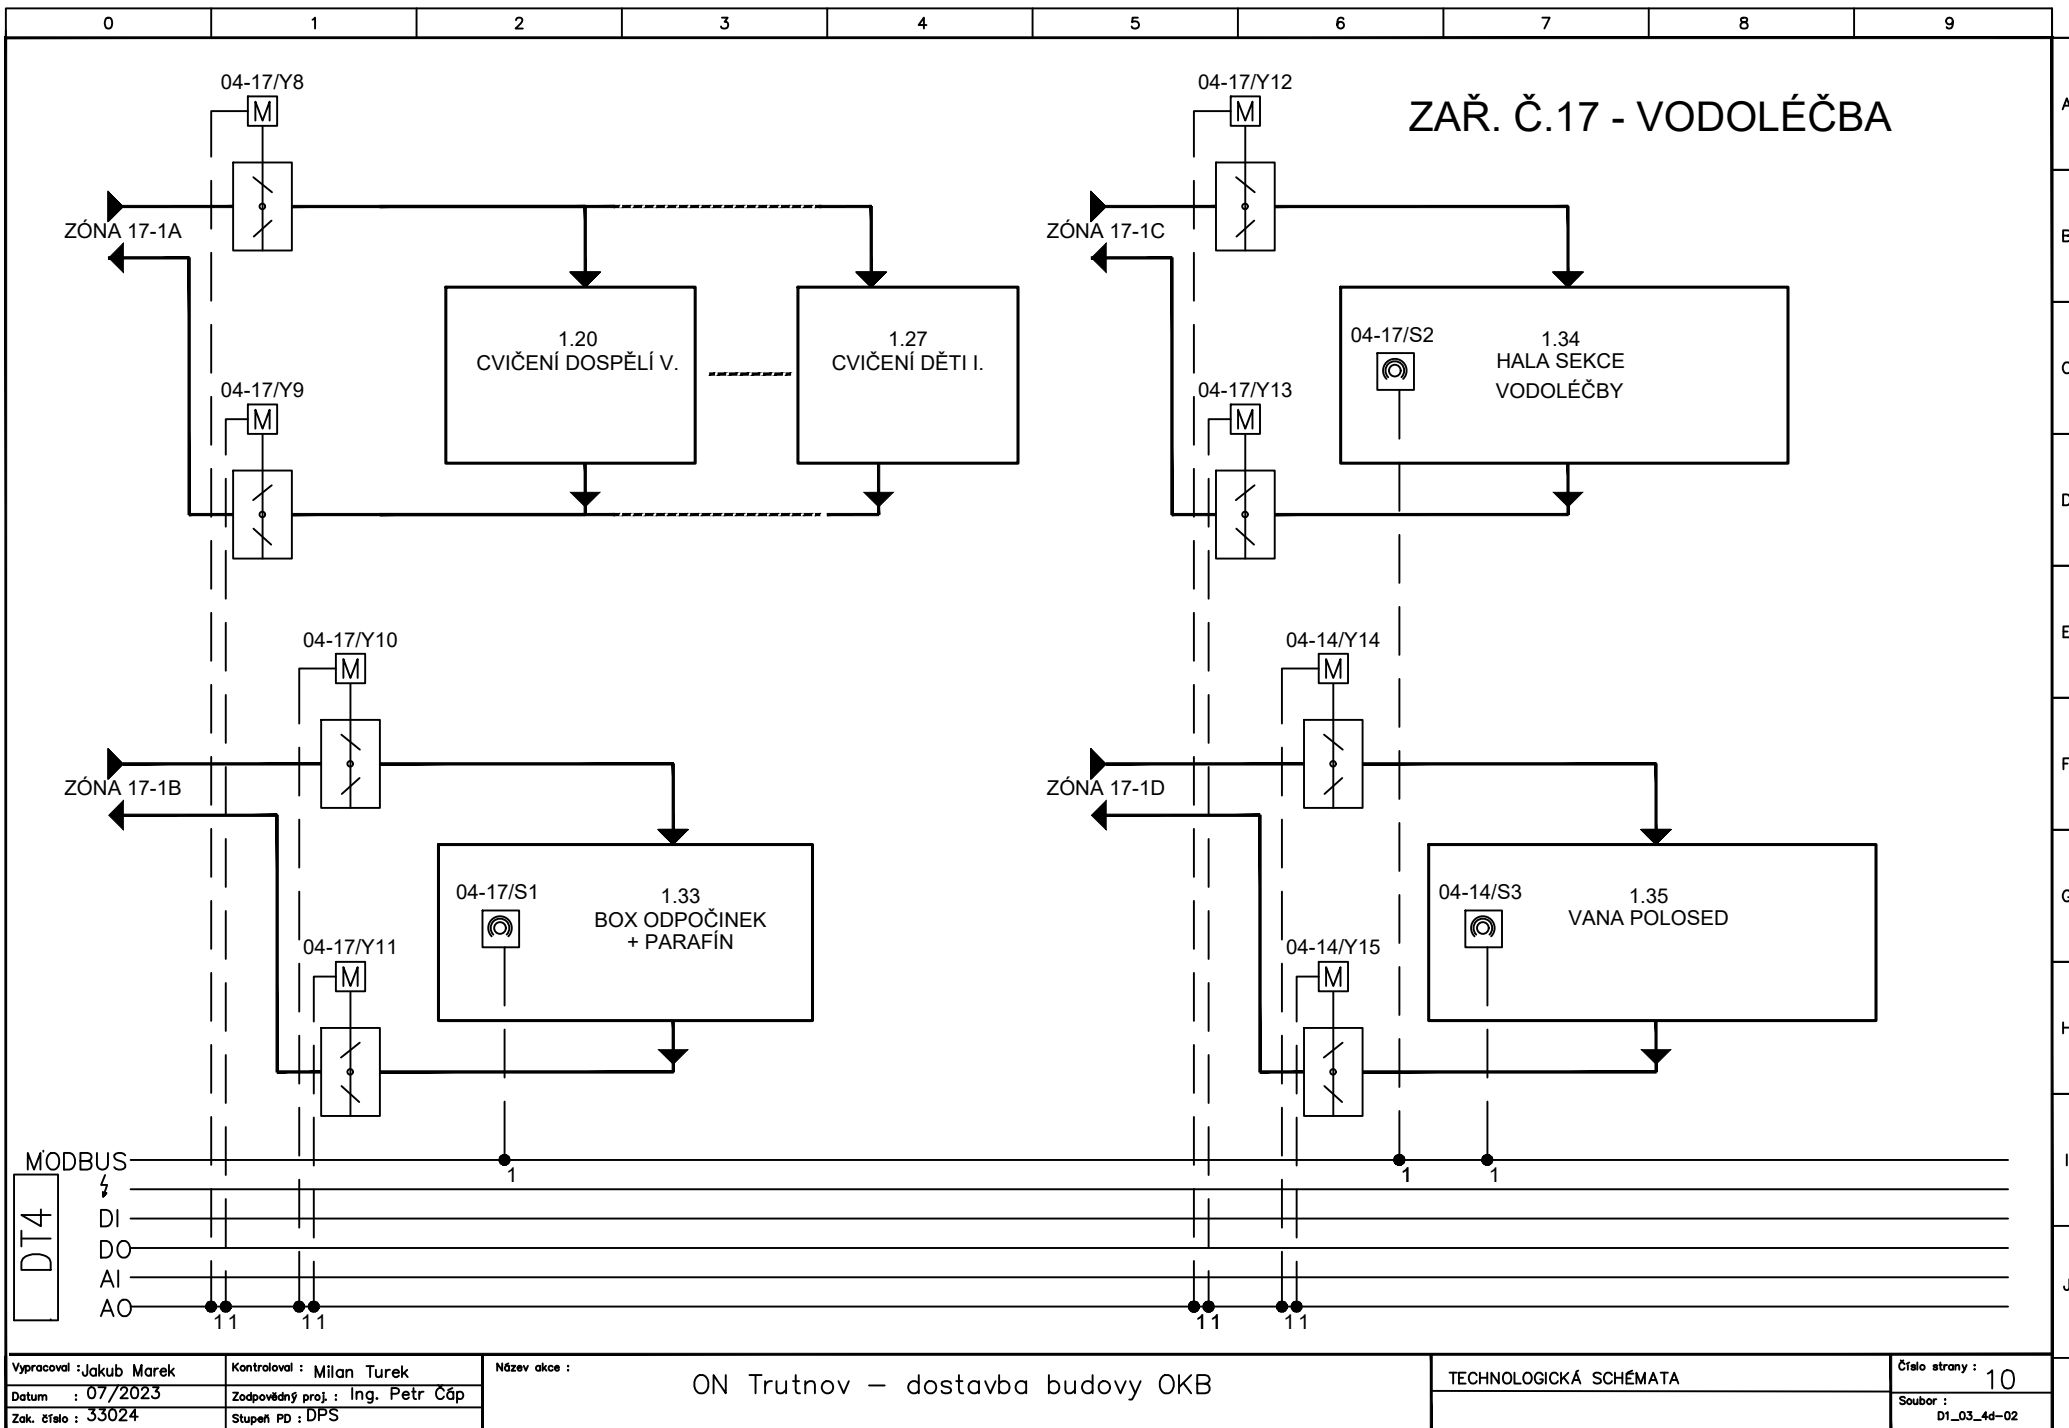 0 1 2 3 4 5 6 7 8 9
ZAŘ. Č.17 - VODOLÉČBA
A
B
C
D
E
F
G
H
I
J
04-17/Y8
M
ZÓNA 17-1A
04-17/Y9
M
1.20
CVIČENÍ DOSPĚLÍ V.
1.27
CVIČENÍ DĚTI I.
04-17/Y12
M
ZÓNA 17-1C
04-17/Y13
M
04-17/S2
1.34
HALA SEKCE
VODOLÉČBY
04-17/Y10
M
ZÓNA 17-1B
04-17/Y11
M
04-17/S1
1.33
BOX ODPOČINEK
+ PARAFÍN
04-14/Y14
M
ZÓNA 17-1D
04-14/Y15
M
04-14/S3
1.35
VANA POLOSED
DT4
MODBUS
1 1 1
DI
DO
AI
AO
11 11 11 11
Vypracoval : Jakub Marek
Datum : 07/2023
Zak. číslo : 33024
Kontroloval : Milan Turek
Zodpovědný proj. : Ing. Petr Čáp
Stupeň PD : DPS
Název akce :
ON Trutnov – dostavba budovy OKB
TECHNOLOGICKÁ SCHÉMATA
Číslo strany : 10
Soubor :
D1_03_4d-02